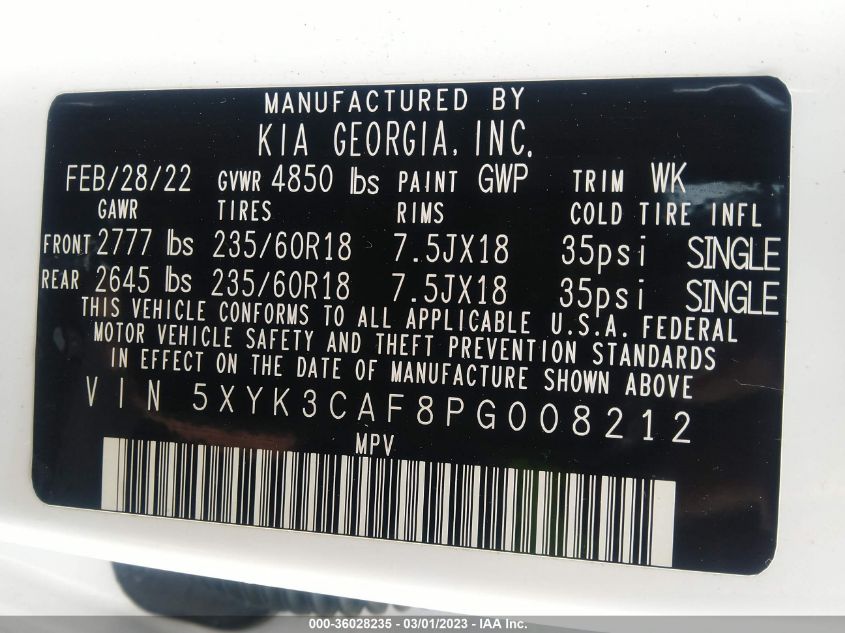 MANUFACTURED BY
KIA GEORGIA, INC.
FEB/28/22 GVWR 4850 lbs PAINT GWP TRIM WK
GAWR TIRES RIMS COLD TIRE INFL
FRONT 2777 lbs 235/60R18 7.5JX18 35psi SINGLE
REAR 2645 lbs 235/60R18 7.5JX18 35psi SINGLE
THIS VEHICLE CONFORMS TO ALL APPLICABLE U.S.A. FEDERAL
MOTOR VEHICLE SAFETY AND THEFT PREVENTION STANDARDS
IN EFFECT ON THE DATE OF MANUFACTURE SHOWN ABOVE
VIN 5XYK3CAF8PG008212
MPV
000-36028235 - 03/01/2023 - IAA Inc.